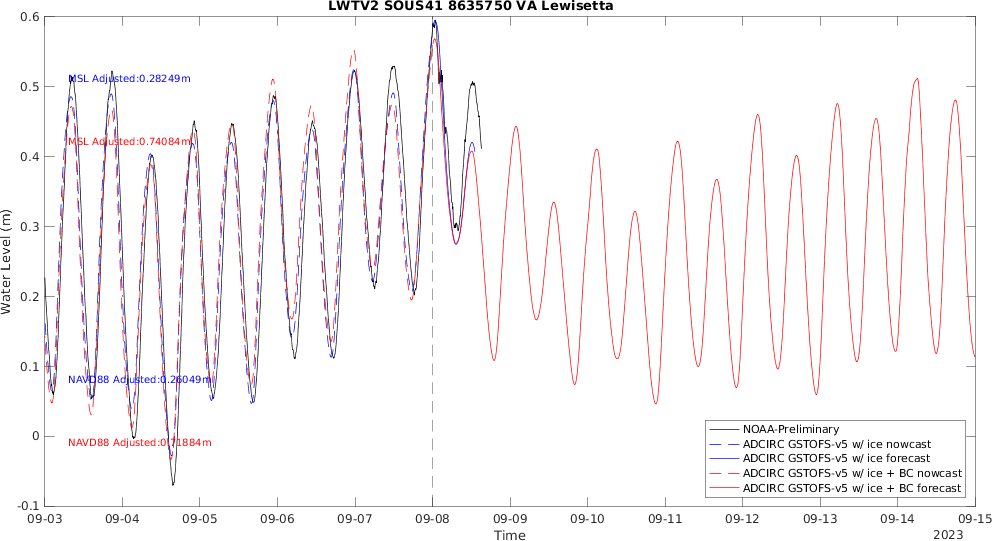 LWTV2 SOUS41 8635750 VA Lewisetta
0.6
0.5
0.4
0.3
0.2
0.1
0
-0.1
Water Level (m)
MSL Adjusted:0.28249m
MSL Adjusted:0.74084m
NAVD88 Adjusted:0.26049m
NAVD88 Adjusted:0.71884m
NOAA-Preliminary
ADCIRC GSTOFS-v5 w/ ice nowcast
ADCIRC GSTOFS-v5 w/ ice forecast
ADCIRC GSTOFS-v5 w/ ice + BC nowcast
ADCIRC GSTOFS-v5 w/ ice + BC forecast
09-03 09-04 09-05 09-06 09-07 09-08 09-09 09-10 09-11 09-12 09-13 09-14 09-15
Time
2023